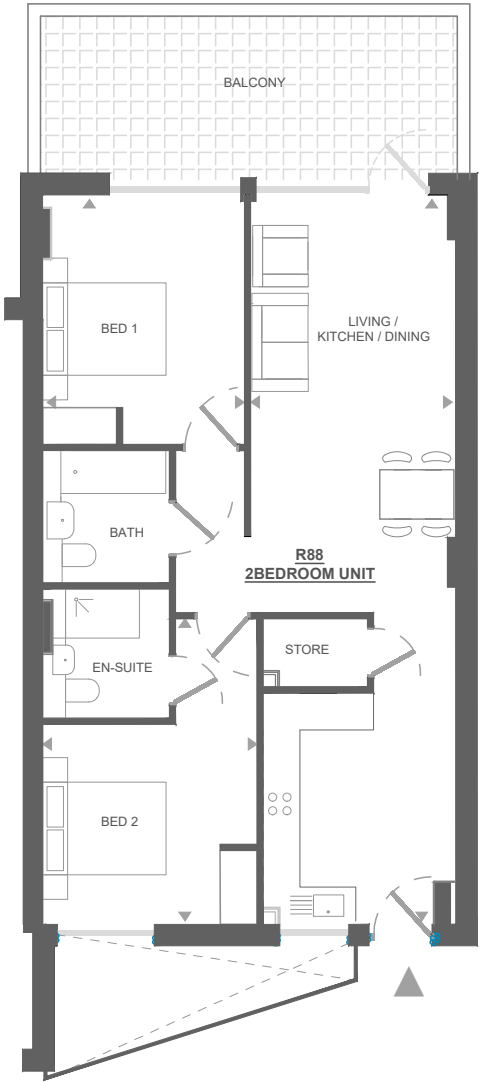 BALCONY
BED 1
LIVING /
KITCHEN / DINING
BATH
R88
2BEDROOM UNIT
STORE
EN-SUITE
BED 2